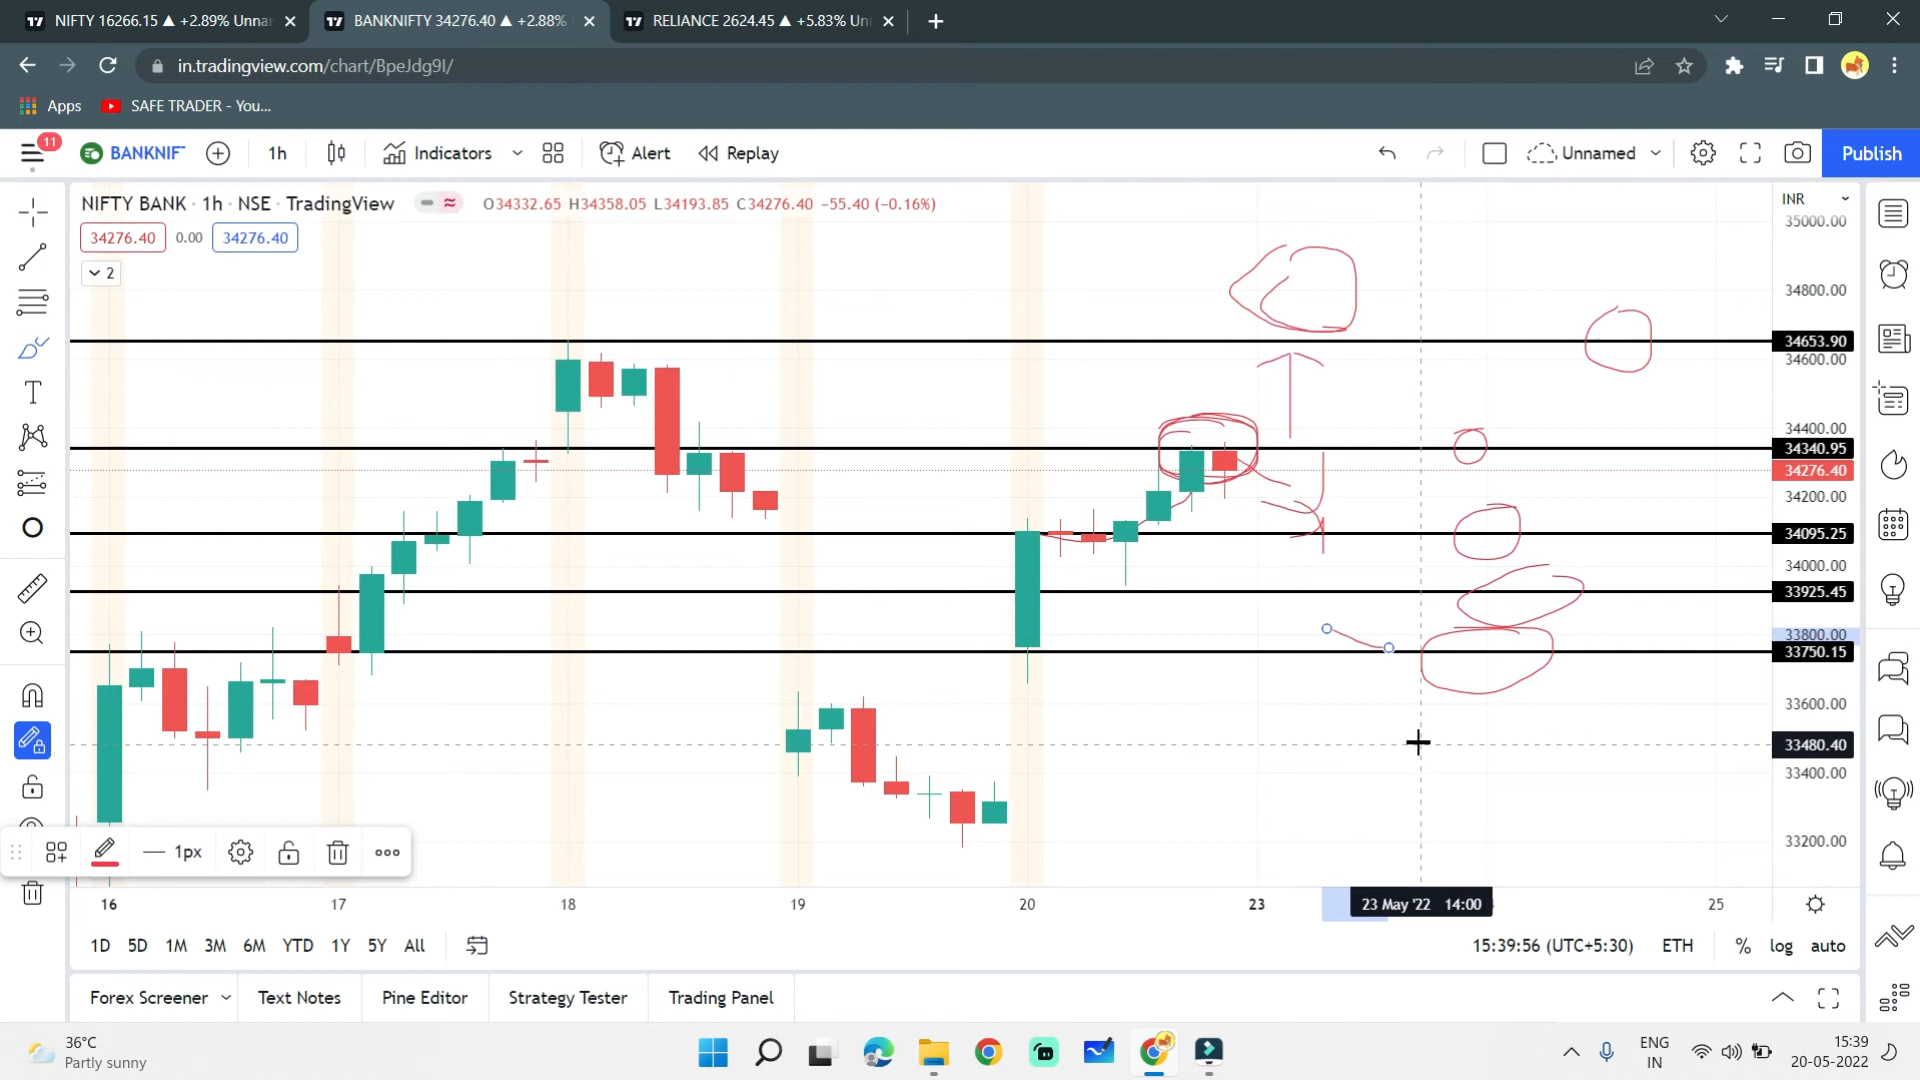 NIFTY 16266.15 ▲ +2.89% Unnar
BANKNIFTY 34276.40 ▲ +2.88%
RELIANCE 2624.45 ▲ +5.83% Un
in.tradingview.com/chart/BpeJdg9I/
Apps SAFE TRADER - You...
11 BANKNIF 1h Indicators Alert Replay Unnamed Publish
NIFTY BANK · 1h · NSE · TradingView O34332.65 H34358.05 L34193.85 C34276.40 −55.40 (−0.16%) INR
35000.00
34276.40 0.00 34276.40
2
34800.00
34653.90
34600.00
34400.00
34340.95
34276.40
34200.00
34095.25
34000.00
33925.45
33800.00
33750.15
33600.00
33480.40
33400.00
33200.00
1px
16 17 18 19 20 23 23 May '22 14:00 25
1D 5D 1M 3M 6M YTD 1Y 5Y All 15:39:56 (UTC+5:30) ETH % log auto
Forex Screener Text Notes Pine Editor Strategy Tester Trading Panel
36°C
Partly sunny
ENG
IN
15:39
20-05-2022